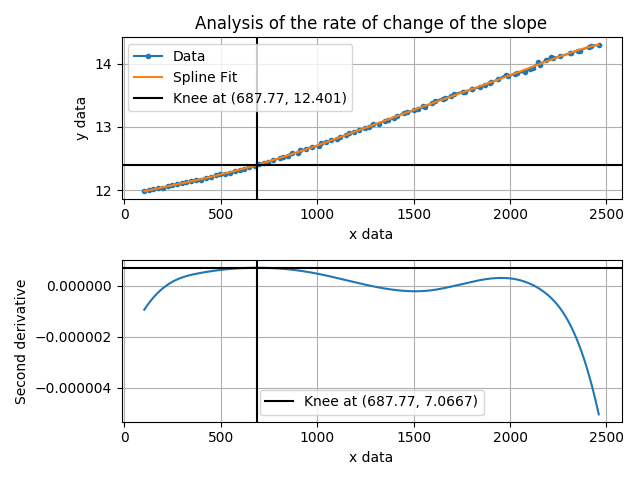 Analysis of the rate of change of the slope
Data
Spline Fit
Knee at (687.77, 12.401)
14
13
12
y data
0 500 1000 1500 2000 2500
x data
0.000000
−0.000002
−0.000004
Second derivative
Knee at (687.77, 7.0667)
0 500 1000 1500 2000 2500
x data